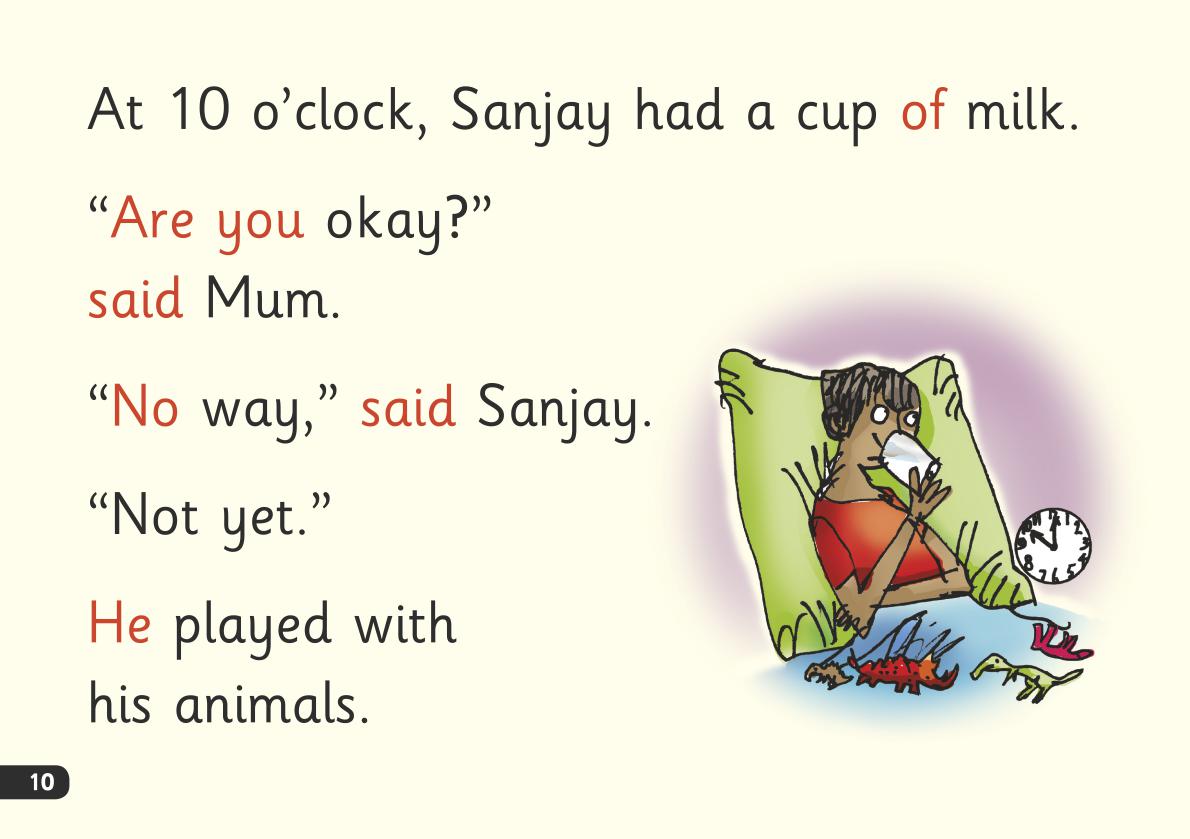 At 10 o’clock, Sanjay had a cup of milk.
“Are you okay?”
said Mum.
“No way,” said Sanjay.
“Not yet.”
He played with
his animals.
10